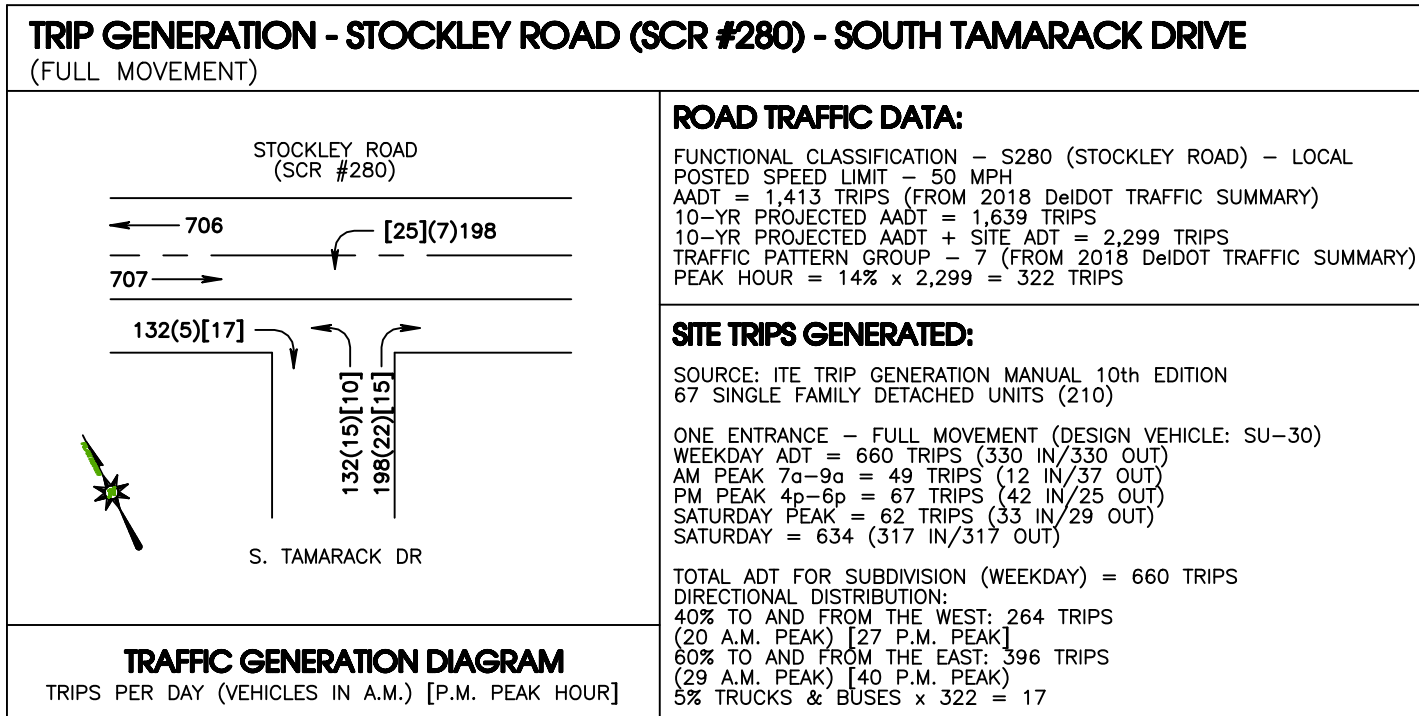 TRIP GENERATION - STOCKLEY ROAD (SCR #280) - SOUTH TAMARACK DRIVE
(FULL MOVEMENT)
STOCKLEY ROAD
(SCR #280)
706
[25](7)198
707
132(5)[17]
132(15)[10]
198(22)[15]
S. TAMARACK DR
TRAFFIC GENERATION DIAGRAM
TRIPS PER DAY (VEHICLES IN A.M.) [P.M. PEAK HOUR]
ROAD TRAFFIC DATA:
FUNCTIONAL CLASSIFICATION – S280 (STOCKLEY ROAD) – LOCAL
POSTED SPEED LIMIT – 50 MPH
AADT = 1,413 TRIPS (FROM 2018 DelDOT TRAFFIC SUMMARY)
10–YR PROJECTED AADT = 1,639 TRIPS
10–YR PROJECTED AADT + SITE ADT = 2,299 TRIPS
TRAFFIC PATTERN GROUP – 7 (FROM 2018 DelDOT TRAFFIC SUMMARY)
PEAK HOUR = 14% x 2,299 = 322 TRIPS
SITE TRIPS GENERATED:
SOURCE: ITE TRIP GENERATION MANUAL 10th EDITION
67 SINGLE FAMILY DETACHED UNITS (210)
ONE ENTRANCE – FULL MOVEMENT (DESIGN VEHICLE: SU–30)
WEEKDAY ADT = 660 TRIPS (330 IN/330 OUT)
AM PEAK 7a–9a = 49 TRIPS (12 IN/37 OUT)
PM PEAK 4p–6p = 67 TRIPS (42 IN/25 OUT)
SATURDAY PEAK = 62 TRIPS (33 IN/29 OUT)
SATURDAY = 634 (317 IN/317 OUT)
TOTAL ADT FOR SUBDIVISION (WEEKDAY) = 660 TRIPS
DIRECTIONAL DISTRIBUTION:
40% TO AND FROM THE WEST: 264 TRIPS
(20 A.M. PEAK) [27 P.M. PEAK]
60% TO AND FROM THE EAST: 396 TRIPS
(29 A.M. PEAK) [40 P.M. PEAK)
5% TRUCKS & BUSES x 322 = 17